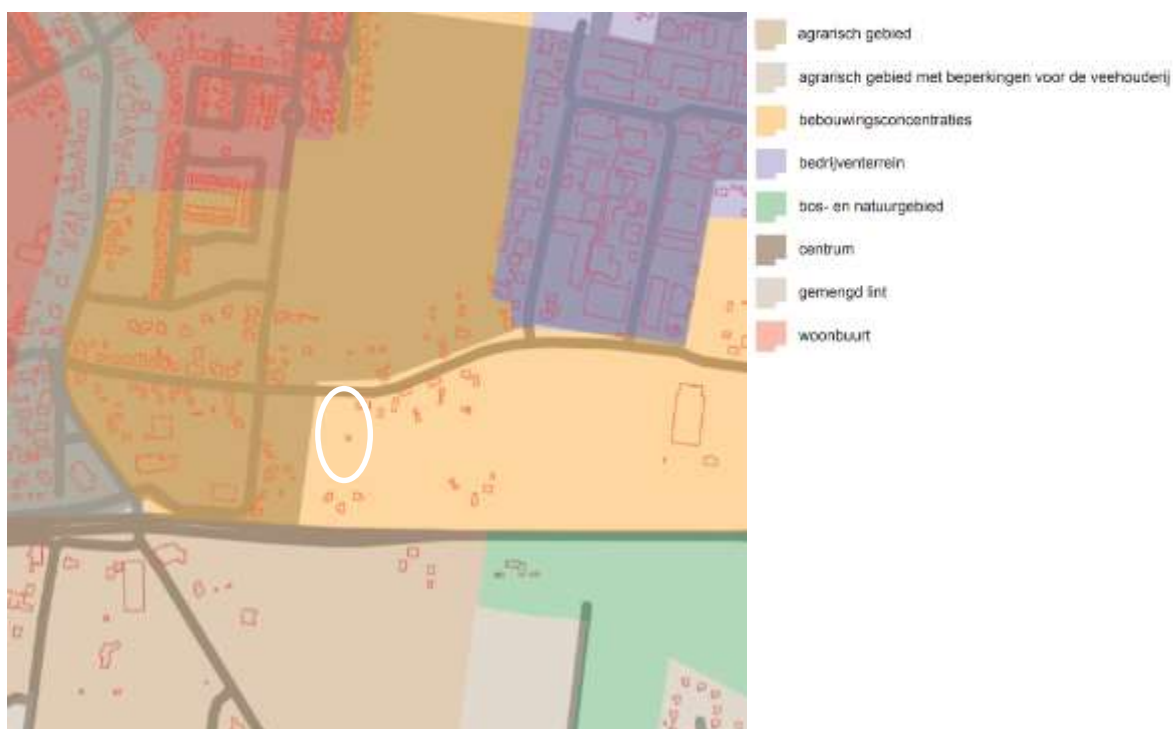 agrarisch gebied
agrarisch gebied met beperkingen voor de veehouderij
bebouwingsconcentraties
bedrijventerrein
bos- en natuurgebied
centrum
gemengd lint
woonbuurt